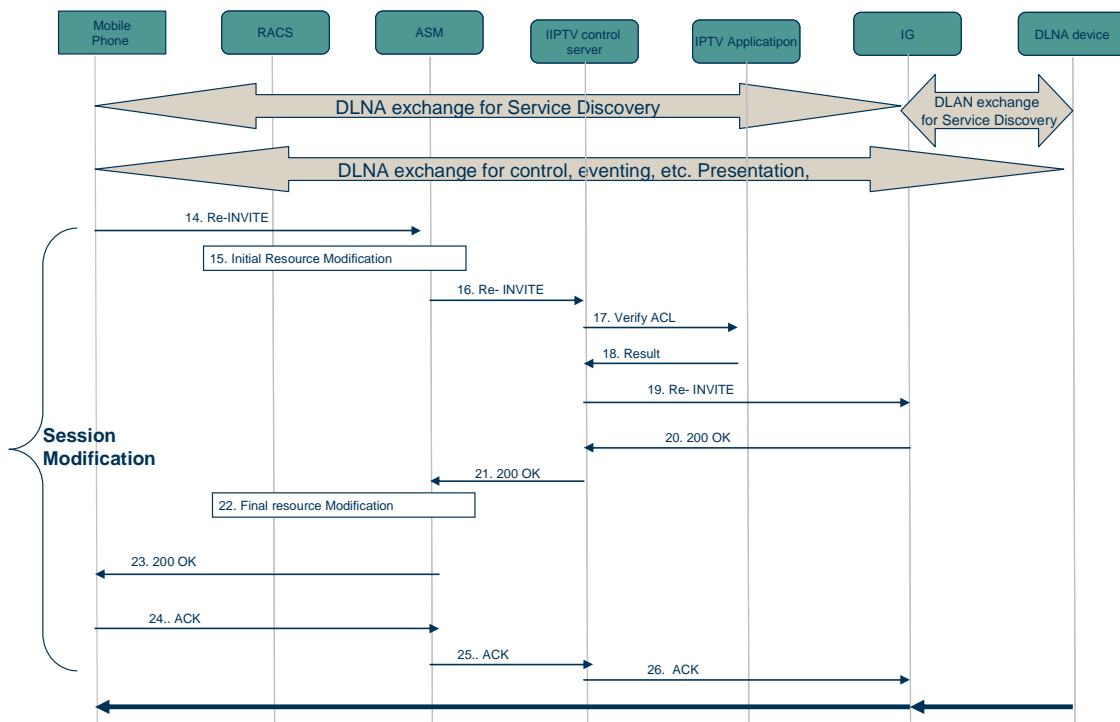 Mobile
Phone
RACS
ASM
IIPTV control
server
IPTV Applicatipon
IG
DLNA device
DLNA exchange for Service Discovery
DLAN exchange
for Service Discovery
DLNA exchange for control, eventing, etc. Presentation,
14. Re-INVITE
15. Initial Resource Modification
16. Re- INVITE
17. Verify ACL
18. Result
19. Re- INVITE
Session
Modification
20. 200 OK
21. 200 OK
22. Final resource Modification
23. 200 OK
24.. ACK
25.. ACK
26. ACK